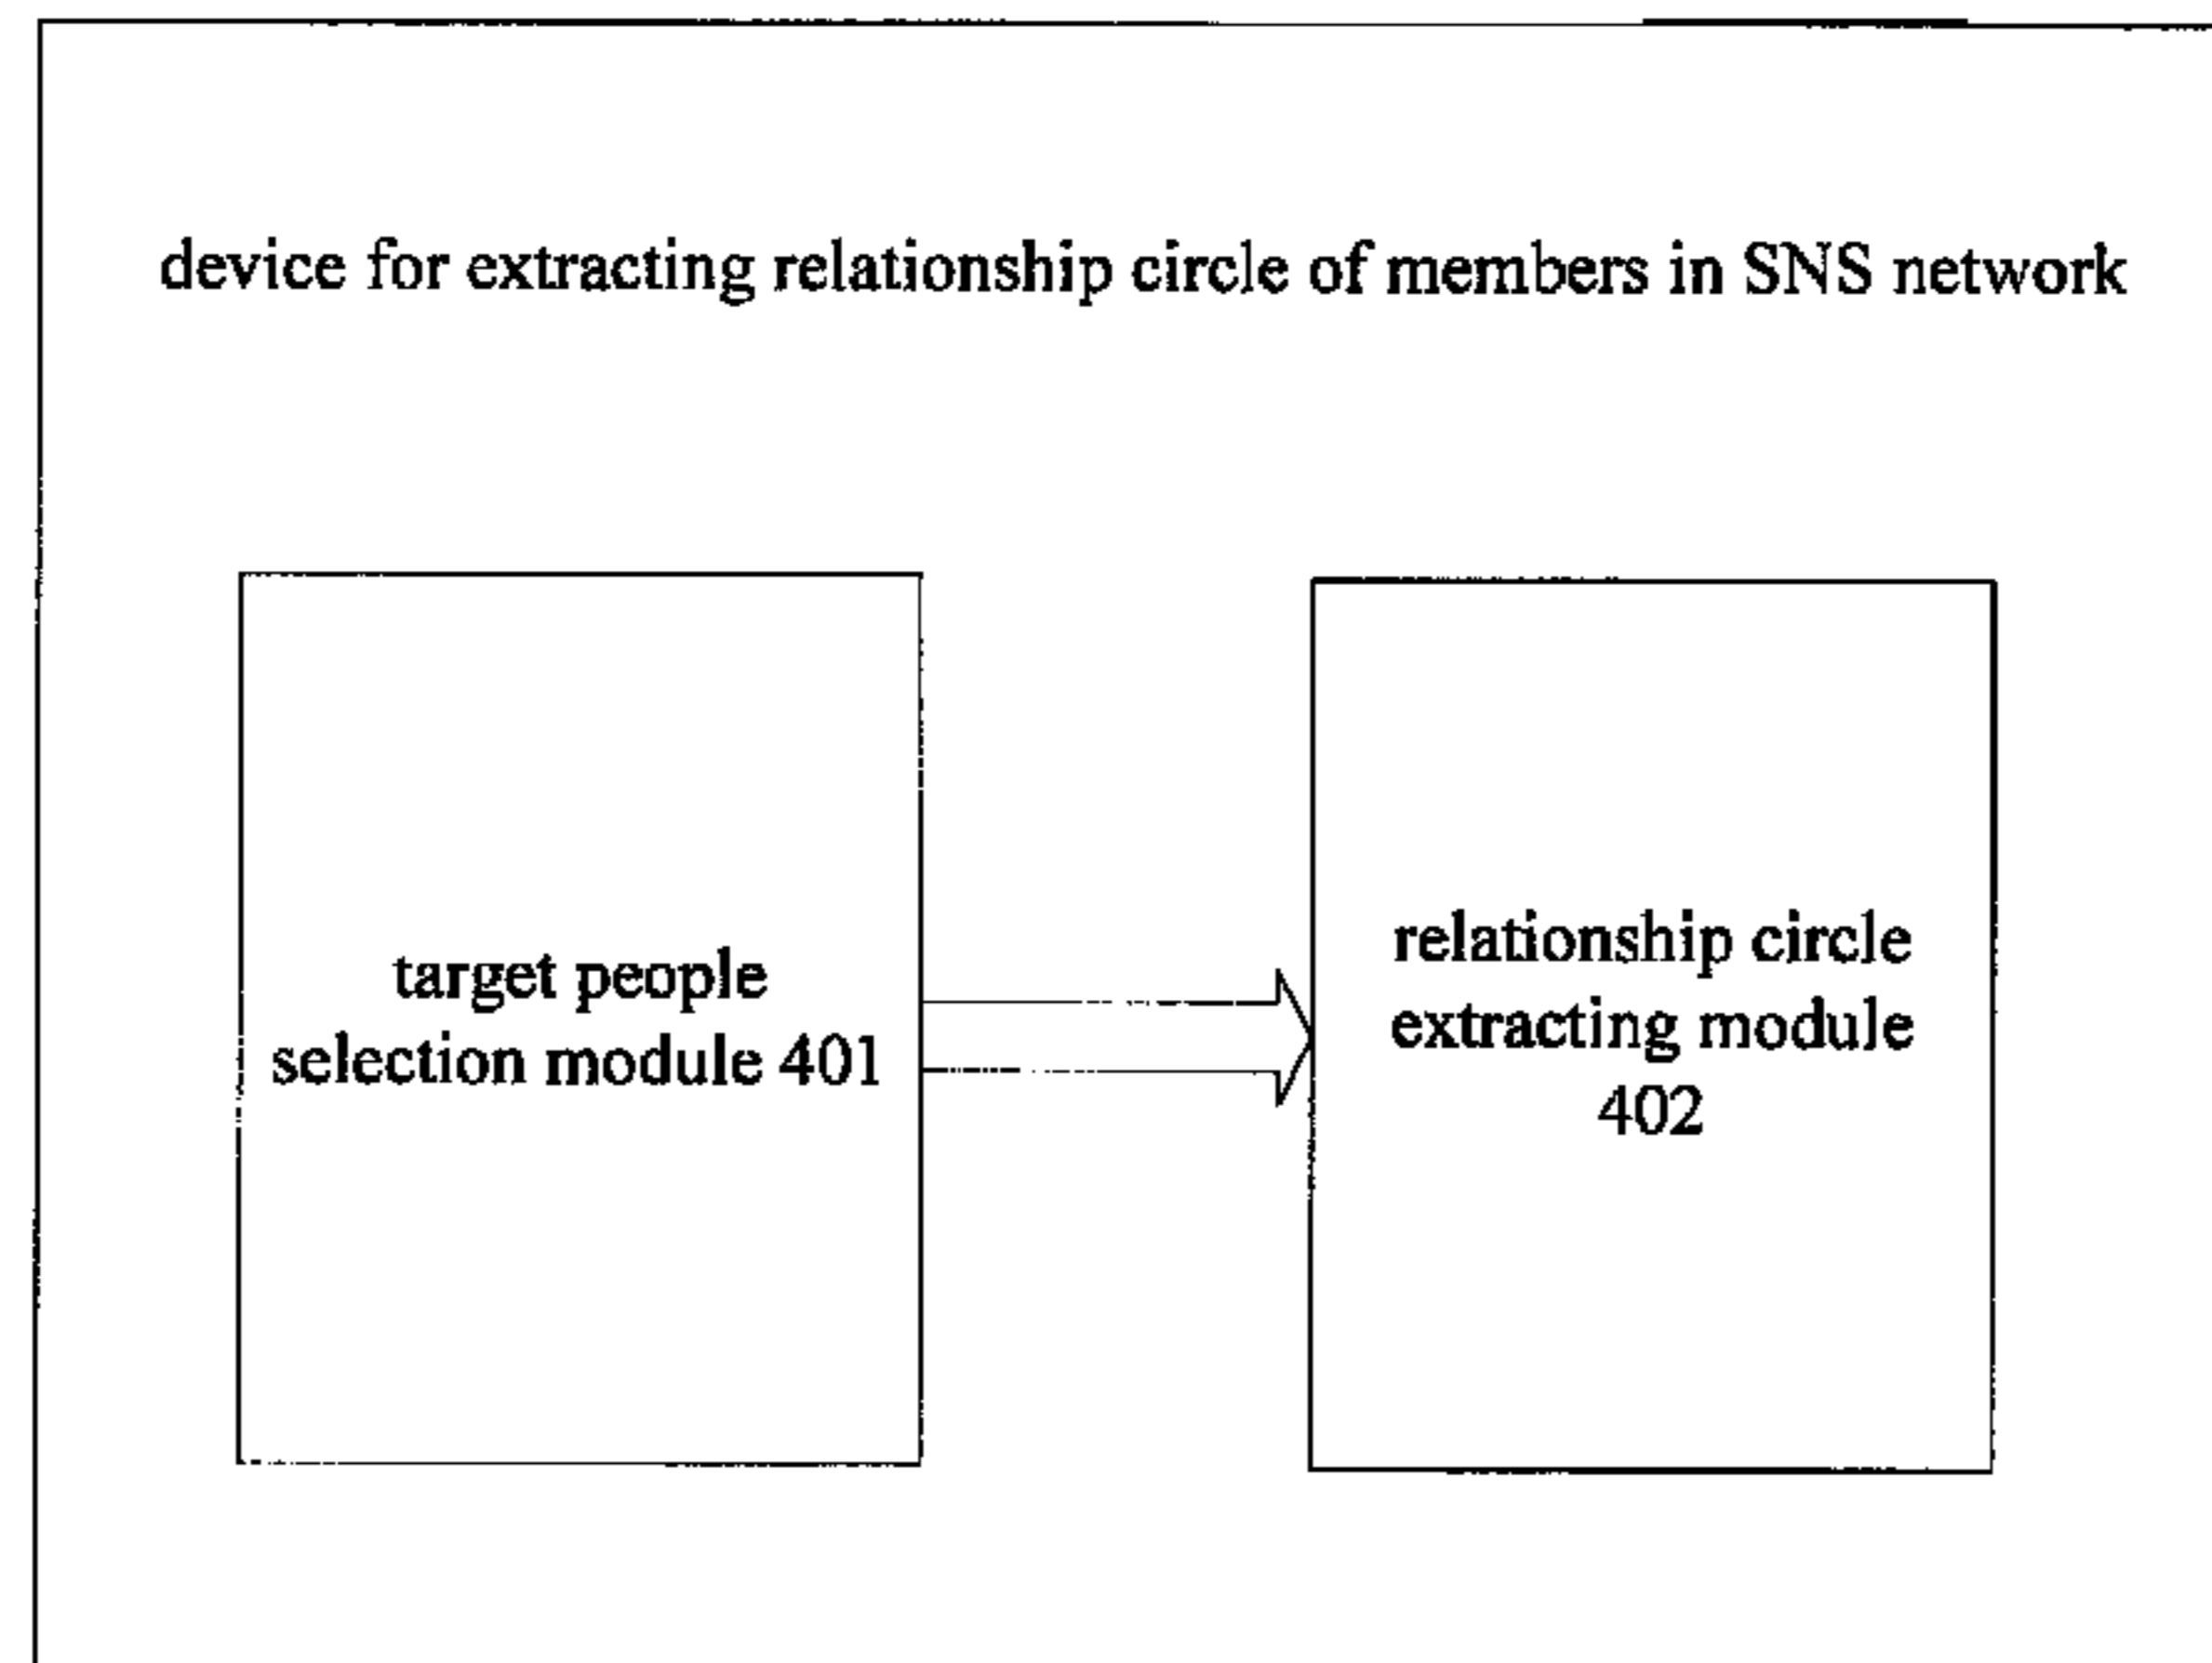 device for extracting relationship circle of members in SNS network
target people
selection module 401
relationship circle
extracting module
402